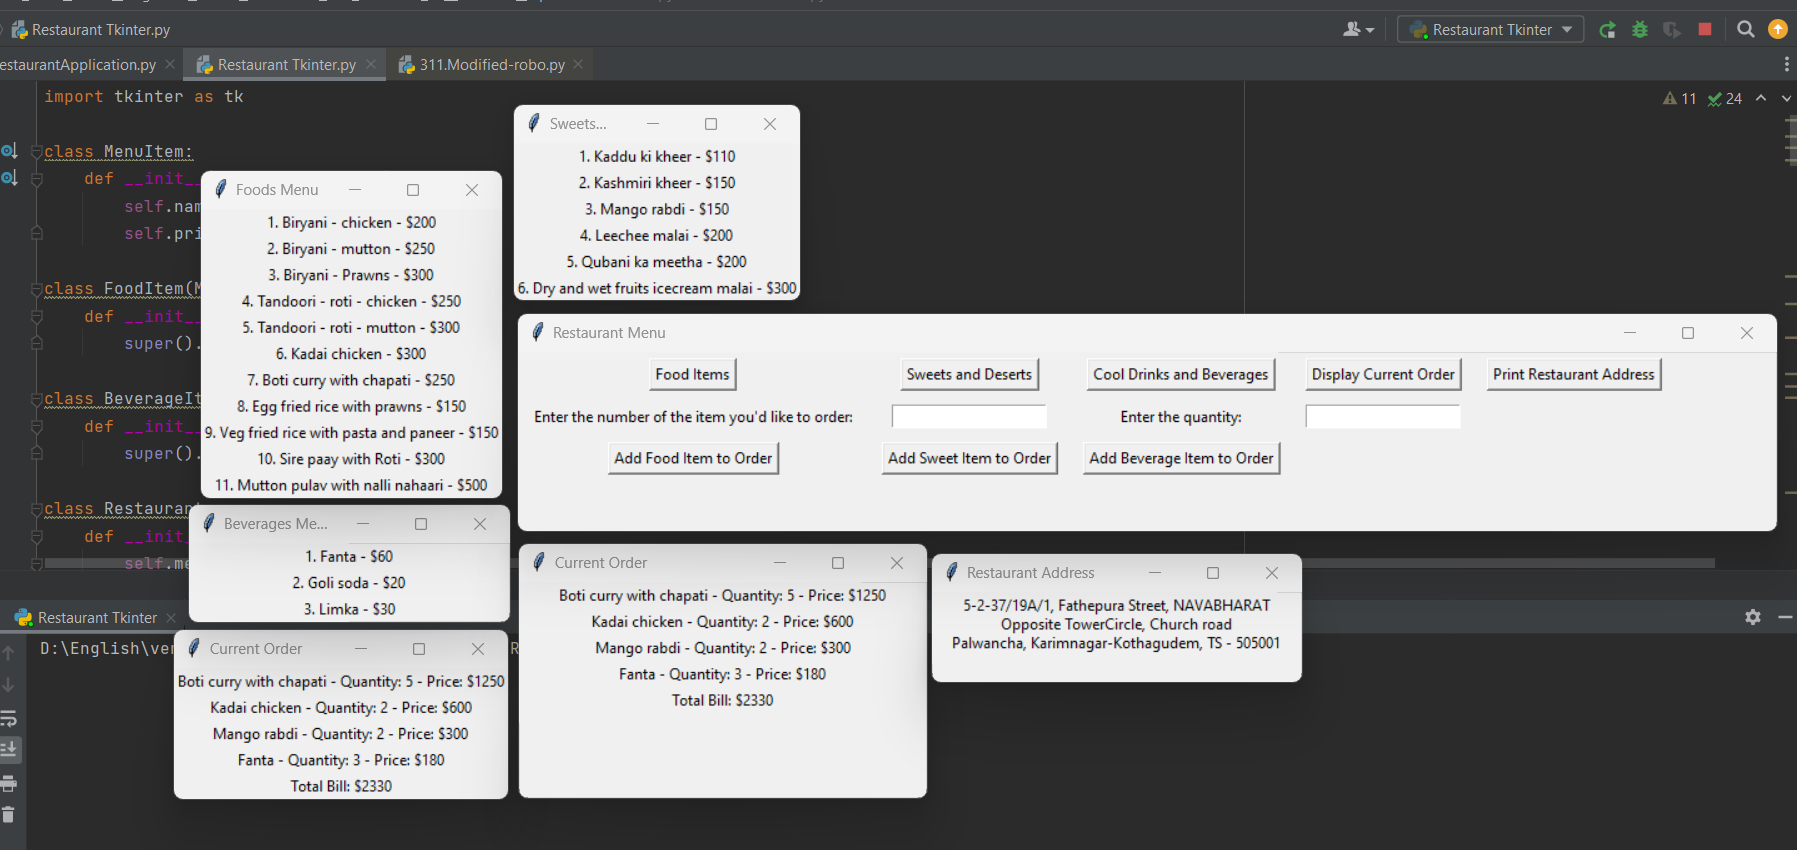 Restaurant Tkinter.py
Restaurant Tkinter
estaurantApplication.py
Restaurant Tkinter.py
311.Modified-robo.py
import tkinter as tk
11
24
class MenuItem:
def __init__
self.nam
self.pri
class FoodItem(M
def __init__
super().
class BeverageIt
def __init__
super().
class Restauran
def __init__
self.me
Foods Menu
1. Biryani - chicken - $200
2. Biryani - mutton - $250
3. Biryani - Prawns - $300
4. Tandoori - roti - chicken - $250
5. Tandoori - roti - mutton - $300
6. Kadai chicken - $300
7. Boti curry with chapati - $250
8. Egg fried rice with prawns - $150
9. Veg fried rice with pasta and paneer - $150
10. Sire paay with Roti - $300
11. Mutton pulav with nalli nahaari - $500
Sweets...
1. Kaddu ki kheer - $110
2. Kashmiri kheer - $150
3. Mango rabdi - $150
4. Leechee malai - $200
5. Qubani ka meetha - $200
6. Dry and wet fruits icecream malai - $300
Restaurant Menu
Food Items
Sweets and Deserts
Cool Drinks and Beverages
Display Current Order
Print Restaurant Address
Enter the number of the item you'd like to order:
Enter the quantity:
Add Food Item to Order
Add Sweet Item to Order
Add Beverage Item to Order
Beverages Me...
1. Fanta - $60
2. Goli soda - $20
3. Limka - $30
Current Order
Boti curry with chapati - Quantity: 5 - Price: $1250
Kadai chicken - Quantity: 2 - Price: $600
Mango rabdi - Quantity: 2 - Price: $300
Fanta - Quantity: 3 - Price: $180
Total Bill: $2330
Restaurant Address
5-2-37/19A/1, Fathepura Street, NAVABHARAT
Opposite TowerCircle, Church road
Palwancha, Karimnagar-Kothagudem, TS - 505001
Restaurant Tkinter
D:\English\ve
R
Current Order
Boti curry with chapati - Quantity: 5 - Price: $1250
Kadai chicken - Quantity: 2 - Price: $600
Mango rabdi - Quantity: 2 - Price: $300
Fanta - Quantity: 3 - Price: $180
Total Bill: $2330